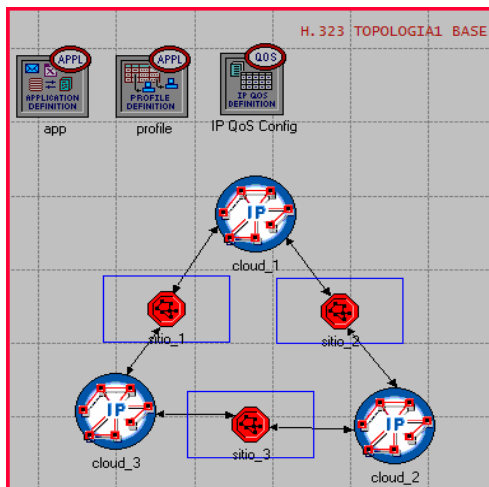 H.323 TOPOLOGIA1 BASE
APPL
APPL
QOS
APPLICATION
DEFINITION
PROFILE
DEFINITION
IP QOS
DEFINITION
app
profile
IP QoS Config
IP
cloud_1
sitio_1
sitio_2
IP
IP
cloud_3
sitio_3
cloud_2